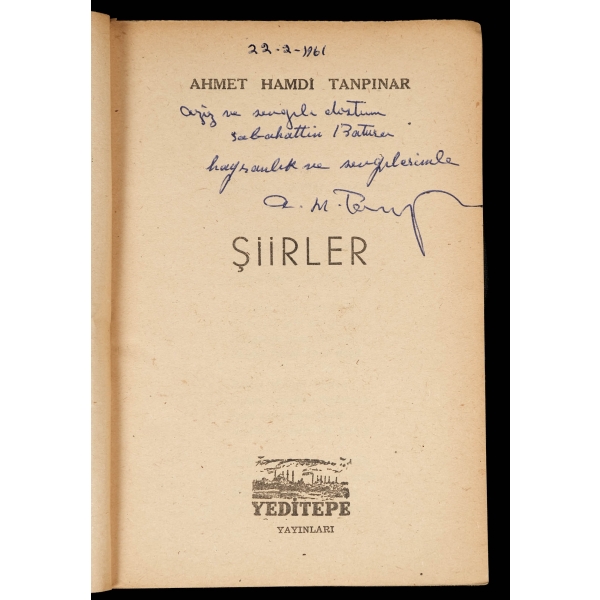 22-2-1961
AHMET HAMDİ TANPINAR
aziz ve sevgili dostum
Sabahattin Batur'a
hayranlık ve sevgilerimle
A. H. Tanp
ŞİİRLER
YEDİTEPE
YAYINLARI